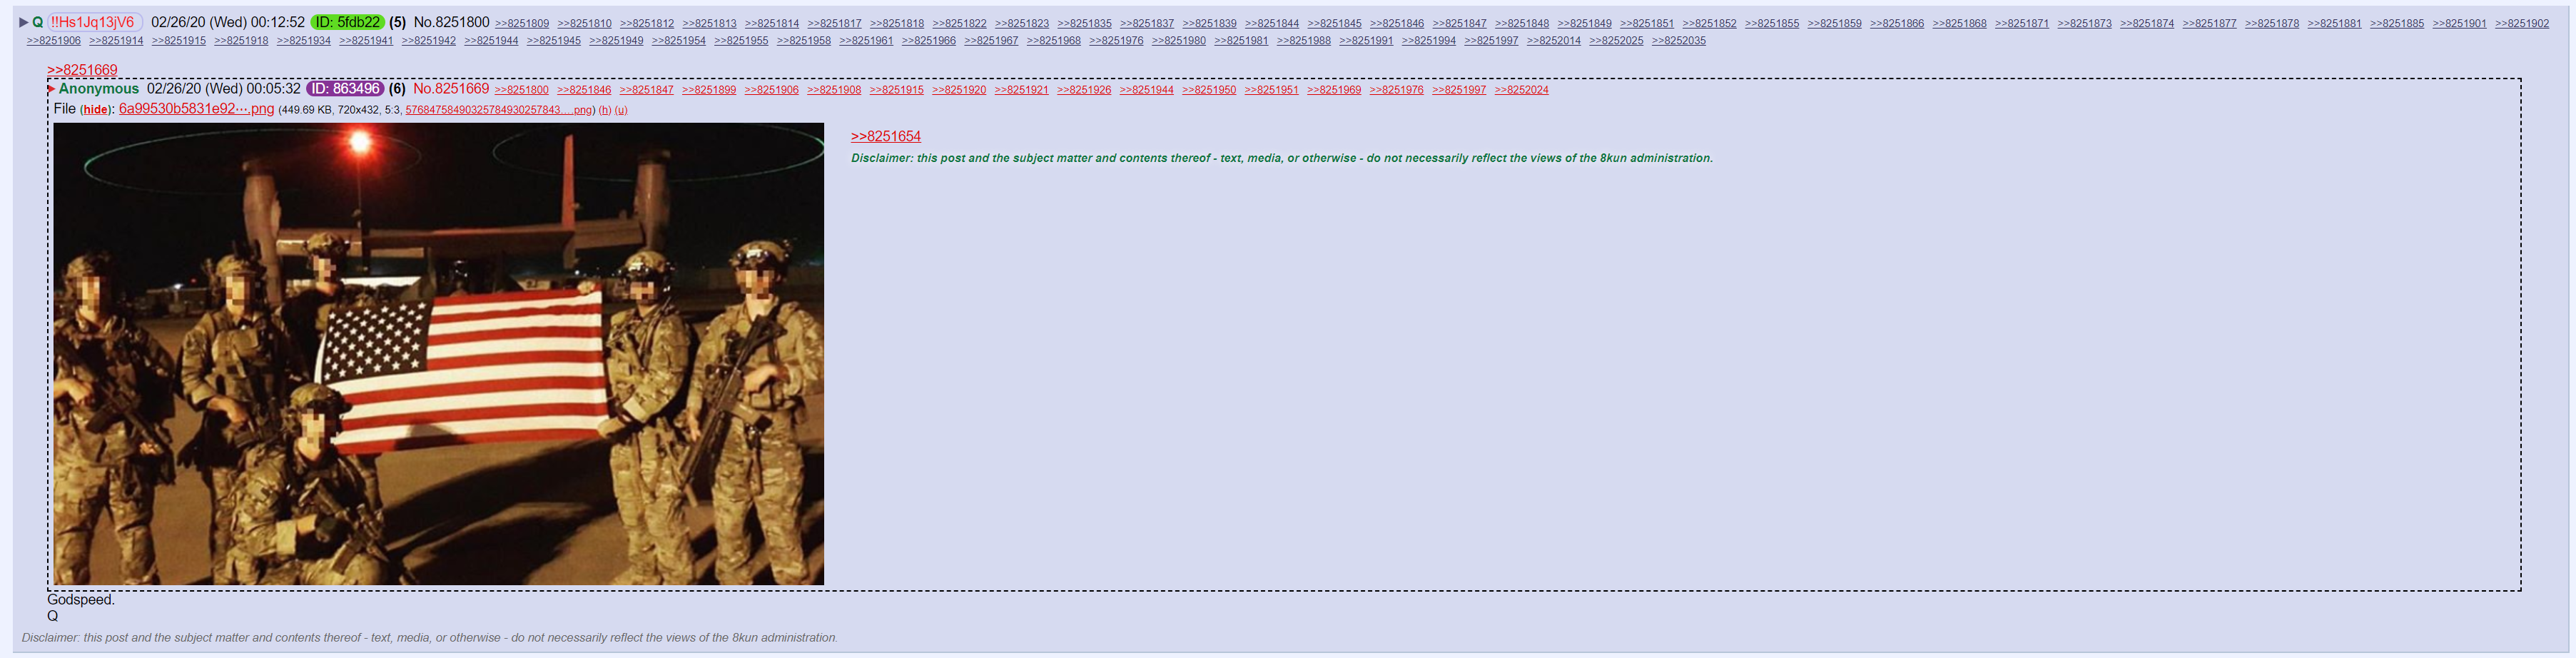 ▶ Q !!Hs1Jq13jV6 02/26/20 (Wed) 00:12:52 ID: 5fdb22 (5) No.8251800 >>8251809 >>8251810 >>8251812 >>8251813 >>8251814 >>8251817 >>8251818 >>8251822 >>8251823 >>8251835 >>8251837 >>8251839 >>8251844 >>8251845 >>8251846 >>8251847 >>8251848 >>8251849 >>8251851 >>8251852 >>8251855 >>8251859 >>8251866 >>8251868 >>8251871 >>8251873 >>8251874 >>8251877 >>8251878 >>8251881 >>8251885 >>8251901 >>8251902
>>8251906 >>8251914 >>8251915 >>8251918 >>8251934 >>8251941 >>8251942 >>8251944 >>8251945 >>8251949 >>8251954 >>8251955 >>8251958 >>8251961 >>8251966 >>8251967 >>8251968 >>8251976 >>8251980 >>8251981 >>8251988 >>8251991 >>8251994 >>8251997 >>8252014 >>8252025 >>8252035
>>8251669
▶ Anonymous 02/26/20 (Wed) 00:05:32 ID: 863496 (6) No.8251669 >>8251800 >>8251846 >>8251847 >>8251899 >>8251906 >>8251908 >>8251915 >>8251920 >>8251921 >>8251926 >>8251944 >>8251950 >>8251951 >>8251969 >>8251976 >>8251997 >>8252024
File (hide): 6a99530b5831e92⋯.png (449.69 KB, 720x432, 5:3, 57684758490325784930257843….png) (h) (u)
>>8251654
Disclaimer: this post and the subject matter and contents thereof - text, media, or otherwise - do not necessarily reflect the views of the 8kun administration.
Godspeed.
Q
Disclaimer: this post and the subject matter and contents thereof - text, media, or otherwise - do not necessarily reflect the views of the 8kun administration.